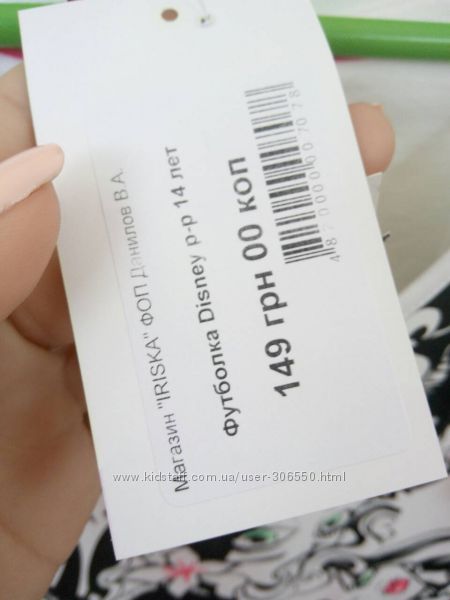 Магазин "IRISKA" ФОП Данилов В.А.
Футболка Disney р-р 14 лет
149 грн 00 коп
4870000007078
www.kidstaff.com.ua/user-306550.html